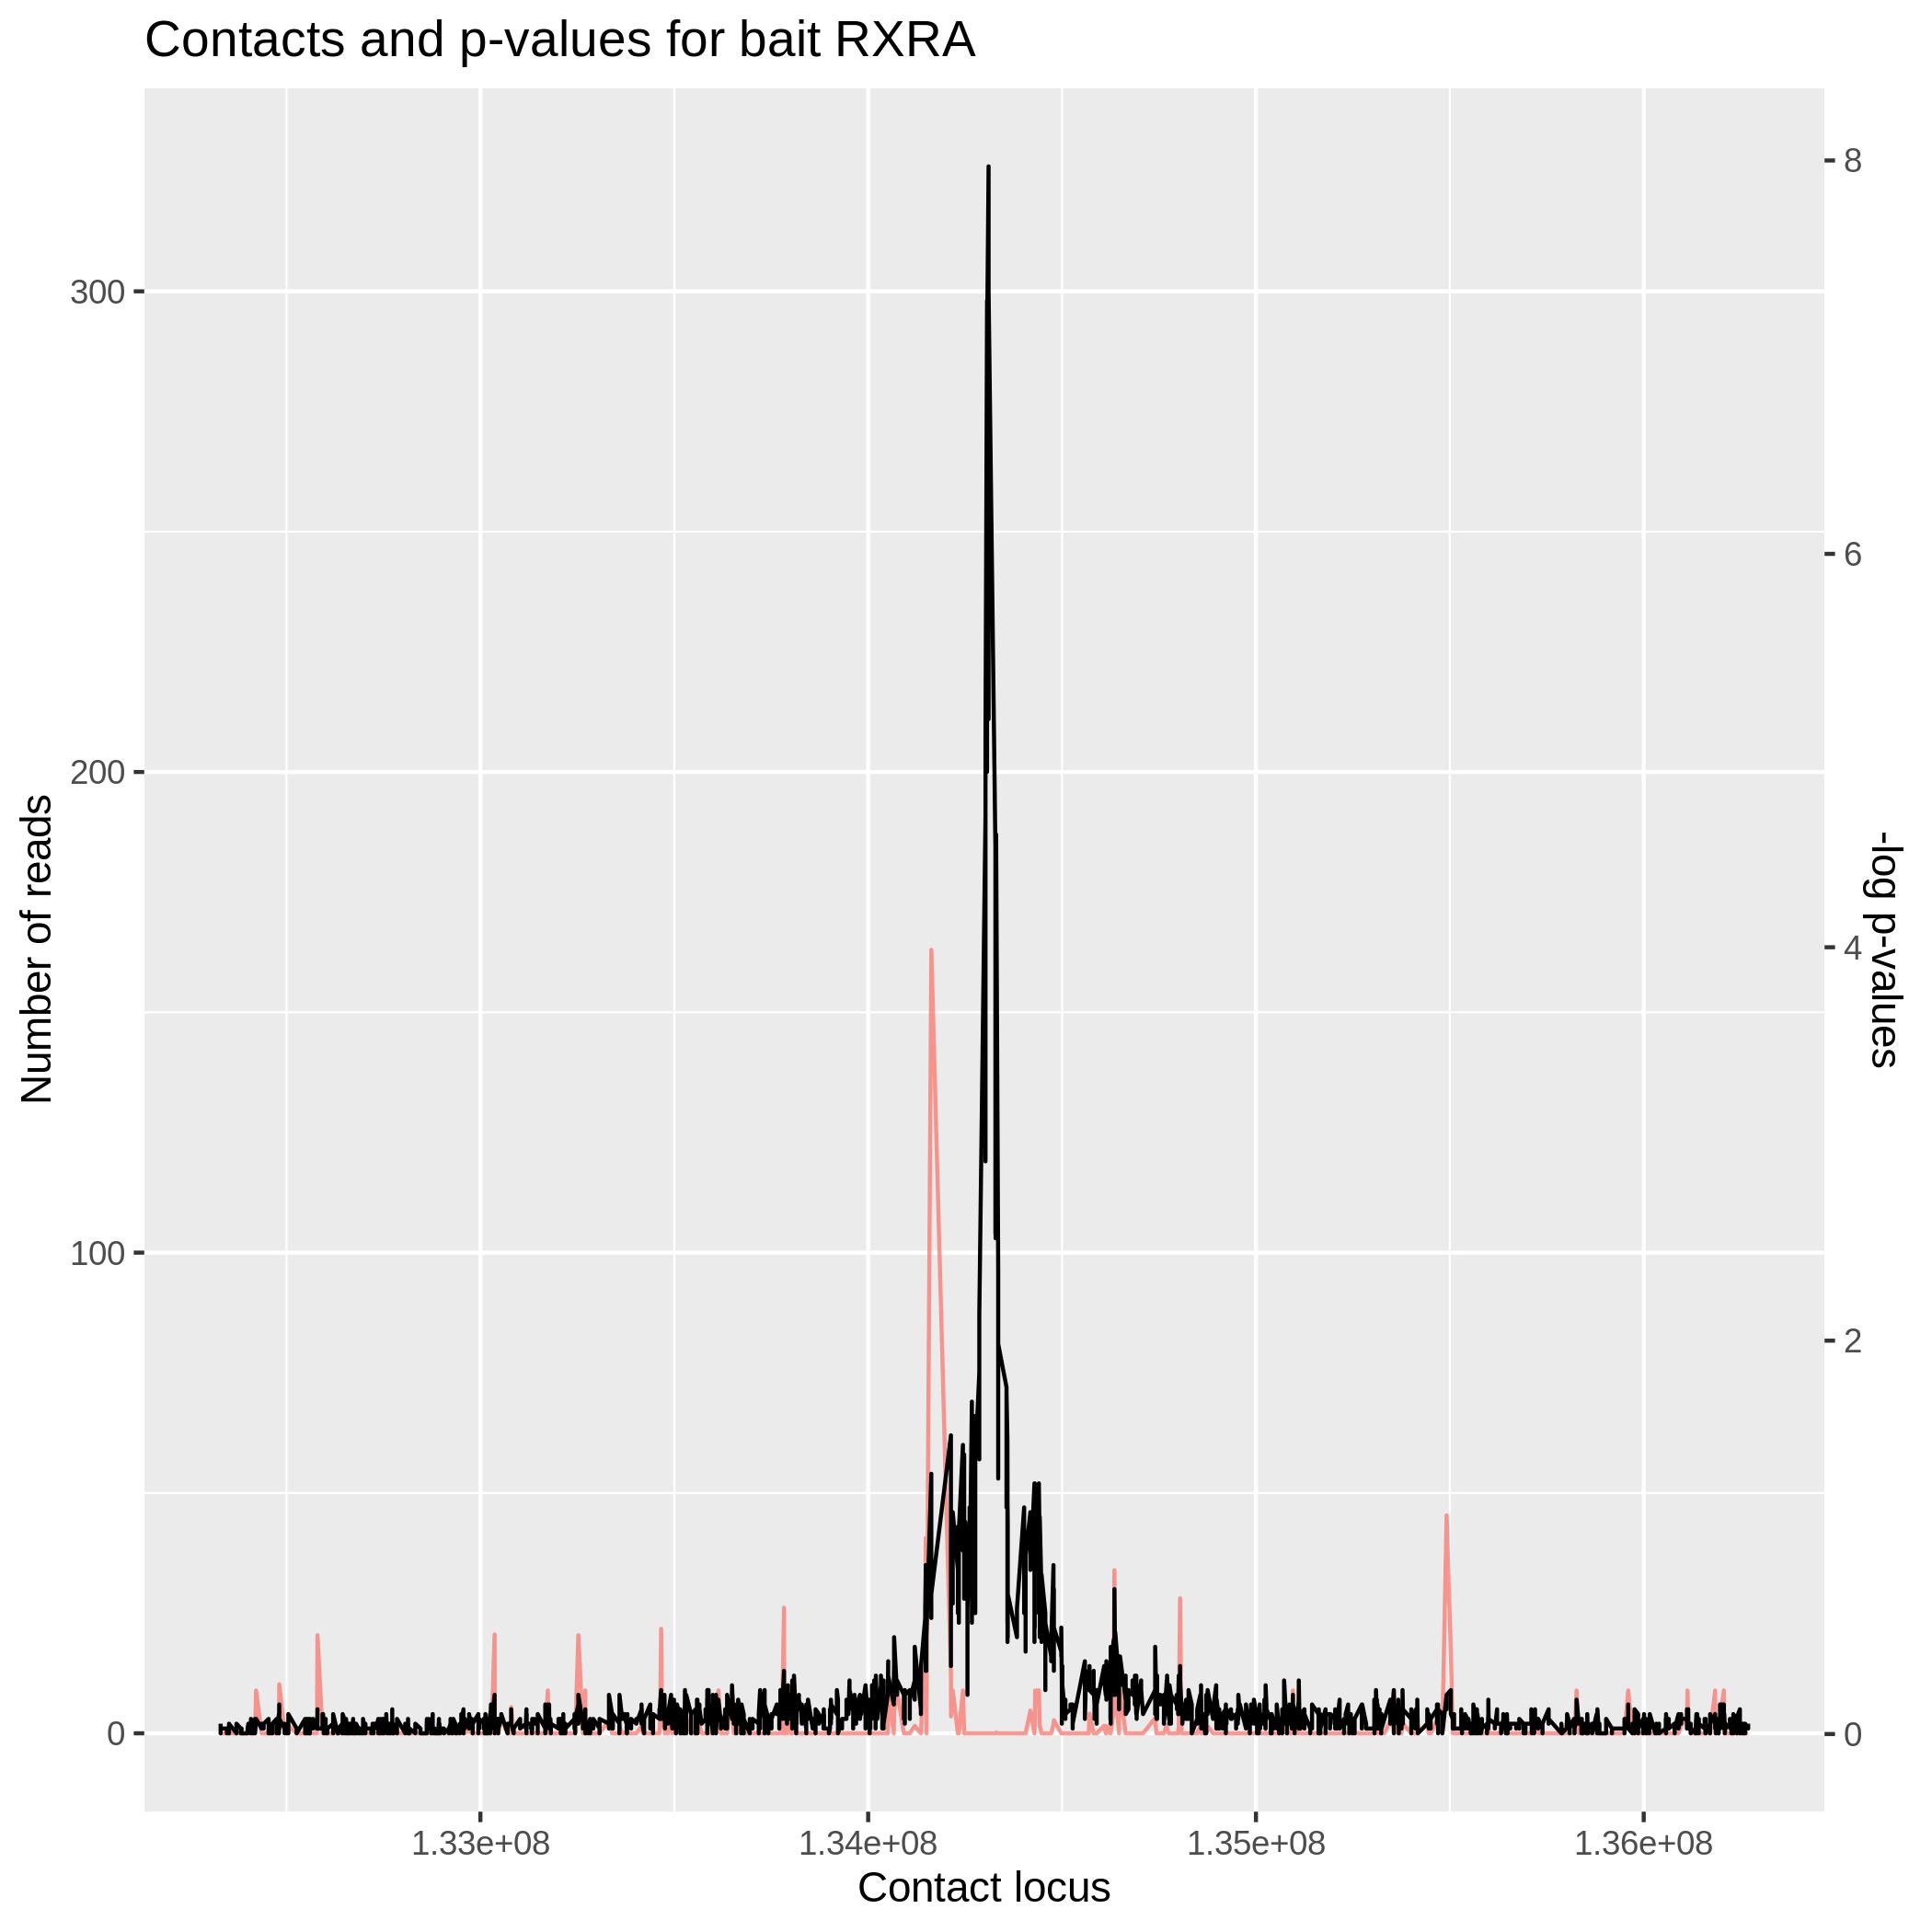 Contacts and p-values for bait RXRA
300
200
100
0
Number of reads
8
6
4
2
0
-log p-values
1.33e+08
1.34e+08
1.35e+08
1.36e+08
Contact locus